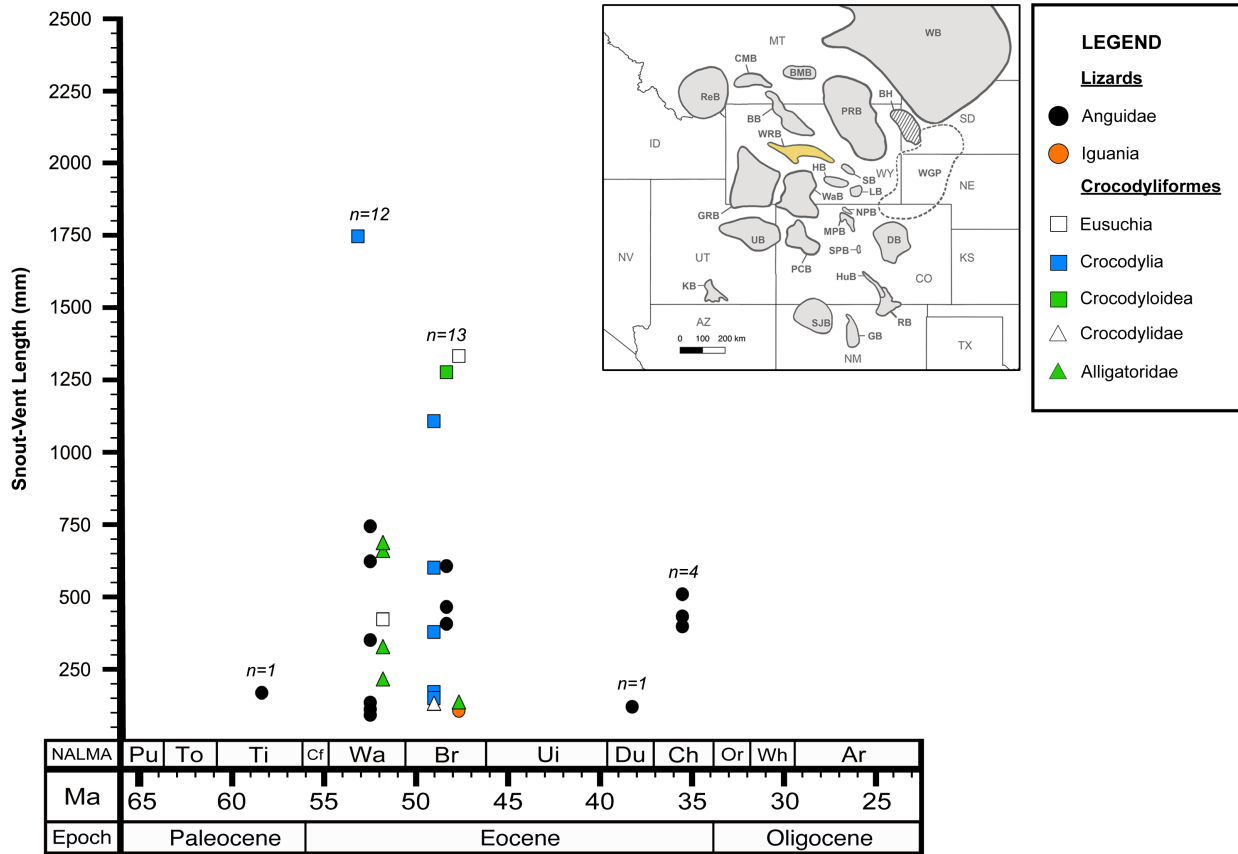 Snout-Vent Length (mm)
2500
2250
2000
1750
1500
1250
1000
750
500
250
n=12
n=13
n=4
n=1
n=1
MT
WB
CMB
BMB
ReB
BH
PRB
BB
SD
WRB
ID
HB
SB
WY
WGP
NE
LB
WaB
NPB
GRB
MPB
UB
DB
SPB
NV
UT
PCB
KS
HuB
CO
KB
AZ
SJB
RB
GB
TX
0 100 200 km
NM
LEGEND
Lizards
Anguidae
Iguania
Crocodyliformes
Eusuchia
Crocodylia
Crocodyloidea
Crocodylidae
Alligatoridae
NALMA Pu To Ti Cf Wa Br Ui Du Ch Or Wh Ar
Ma 65 60 55 50 45 40 35 30 25
Epoch Paleocene Eocene Oligocene